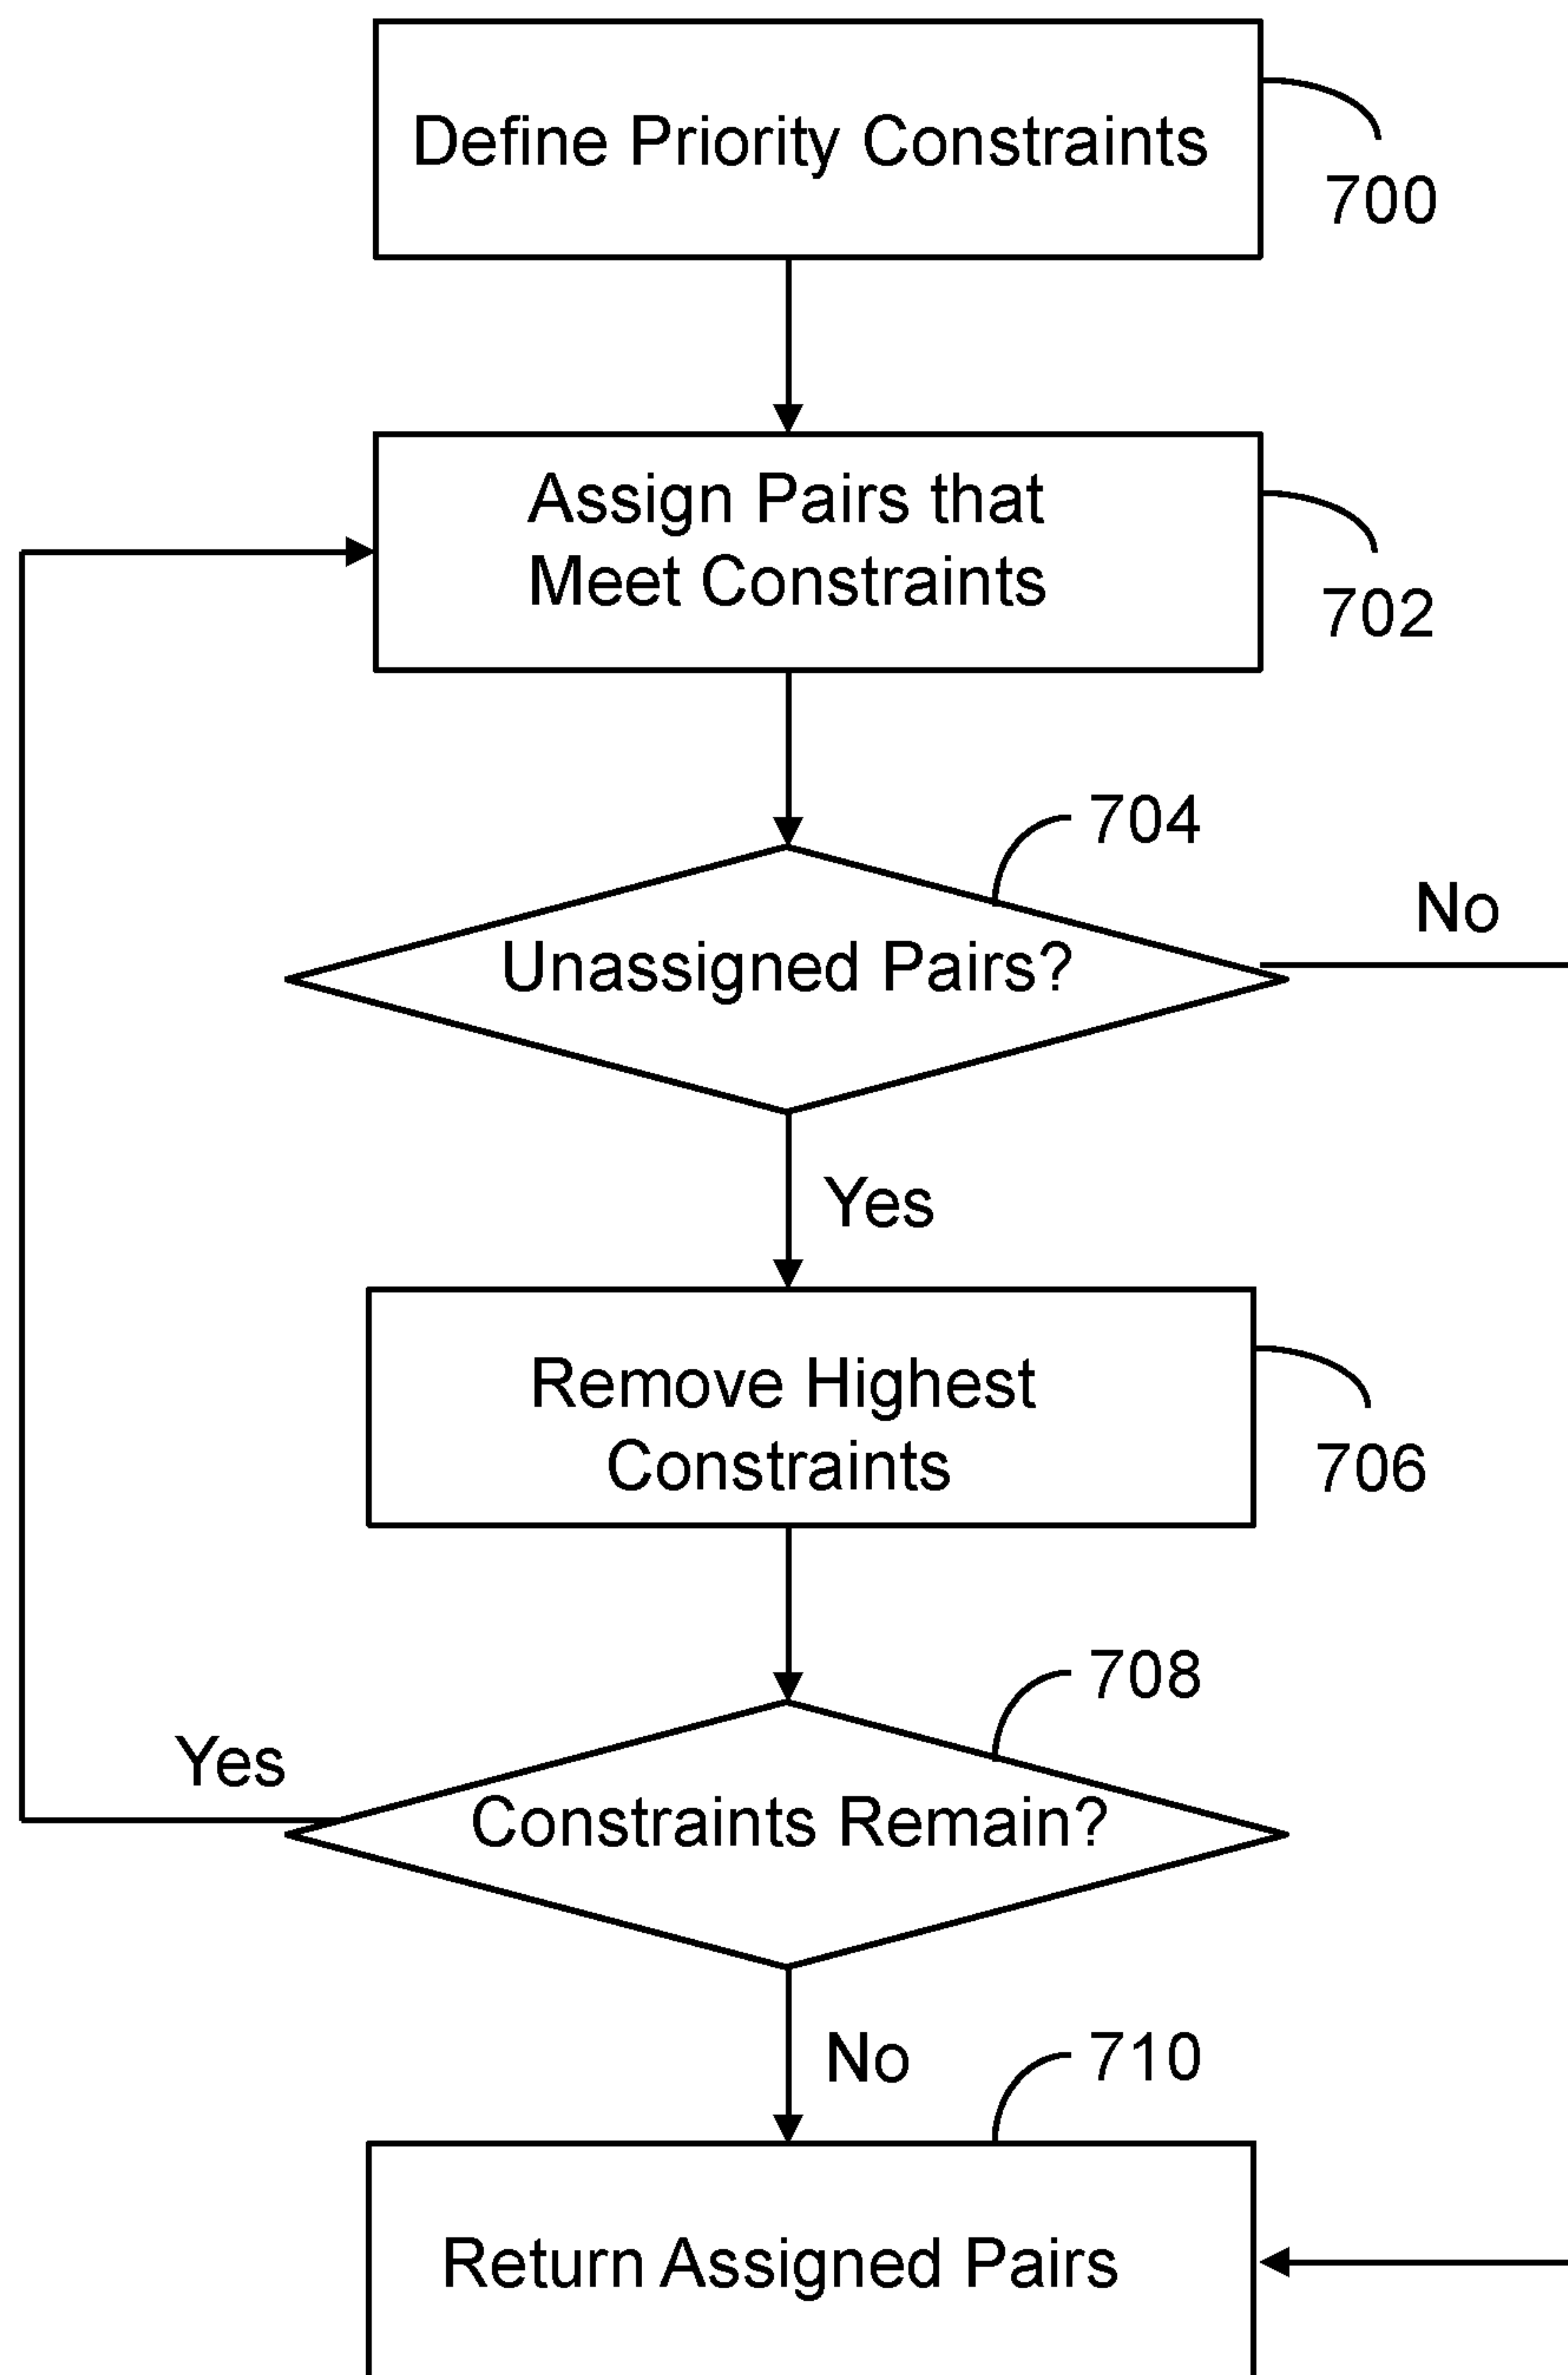 Define Priority Constraints
700
Assign Pairs that
Meet Constraints
702
704
No
Unassigned Pairs?
Yes
Remove Highest
Constraints
706
708
Yes
Constraints Remain?
No
710
Return Assigned Pairs